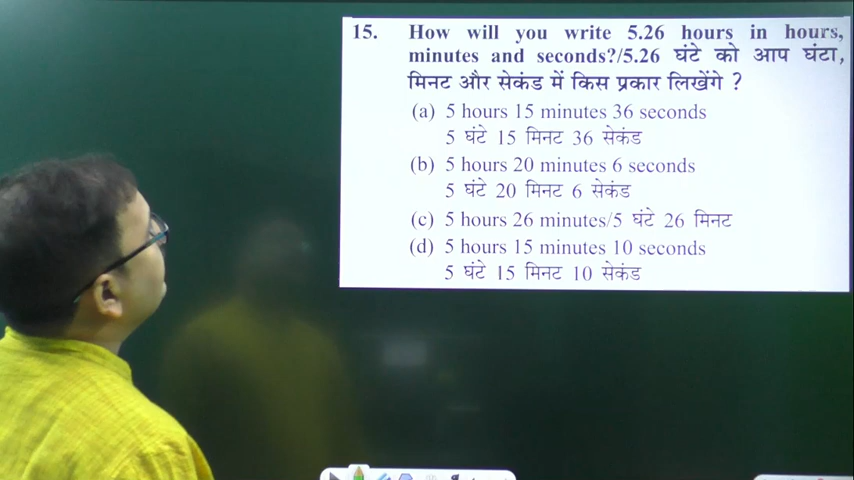 15. How will you write 5.26 hours in hours,
minutes and seconds?/5.26 घंटे को आप घंटा,
मिनट और सेकंड में किस प्रकार लिखेंगे ?
(a) 5 hours 15 minutes 36 seconds
5 घंटे 15 मिनट 36 सेकंड
(b) 5 hours 20 minutes 6 seconds
5 घंटे 20 मिनट 6 सेकंड
(c) 5 hours 26 minutes/5 घंटे 26 मिनट
(d) 5 hours 15 minutes 10 seconds
5 घंटे 15 मिनट 10 सेकंड